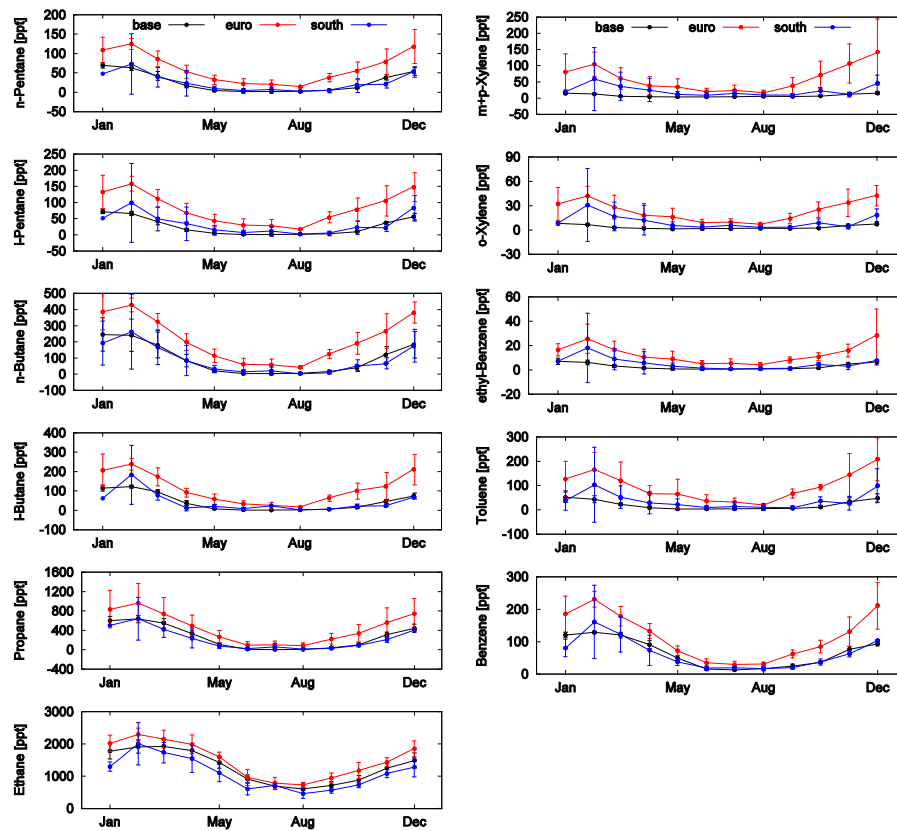 n-Pentane [ppt]
base euro south
200
150
100
50
0
-50
Jan May Aug Dec
I-Pentane [ppt]
250
200
150
100
50
0
-50
Jan May Aug Dec
n-Butane [ppt]
500
400
300
200
100
0
-100
Jan May Aug Dec
I-Butane [ppt]
400
300
200
100
0
-100
Jan May Aug Dec
Propane [ppt]
1600
1200
800
400
0
-400
Jan May Aug Dec
Ethane [ppt]
3000
2000
1000
0
Jan May Aug Dec
m+p-Xylene [ppt]
base euro south
250
200
150
100
50
0
-50
Jan May Aug Dec
o-Xylene [ppt]
90
60
30
0
-30
Jan May Aug Dec
ethyl-Benzene [ppt]
60
40
20
0
-20
Jan May Aug Dec
Toluene [ppt]
300
200
100
0
-100
Jan May Aug Dec
Benzene [ppt]
300
200
100
0
Jan May Aug Dec